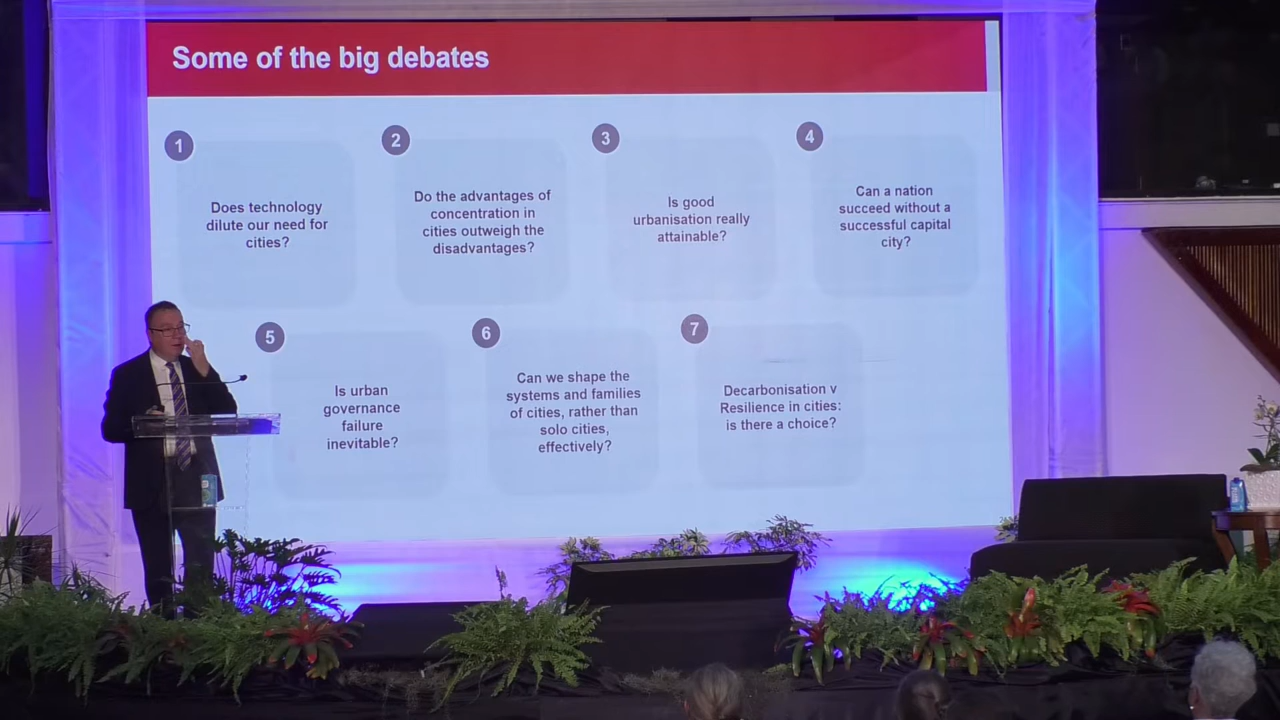 Some of the big debates
1
Does technology
dilute our need for
cities?
2
Do the advantages of
concentration in
cities outweigh the
disadvantages?
3
Is good
urbanisation really
attainable?
4
Can a nation
succeed without a
successful capital
city?
5
Is urban
governance
failure
inevitable?
6
Can we shape the
systems and families
of cities, rather than
solo cities,
effectively?
7
Decarbonisation v
Resilience in cities:
is there a choice?